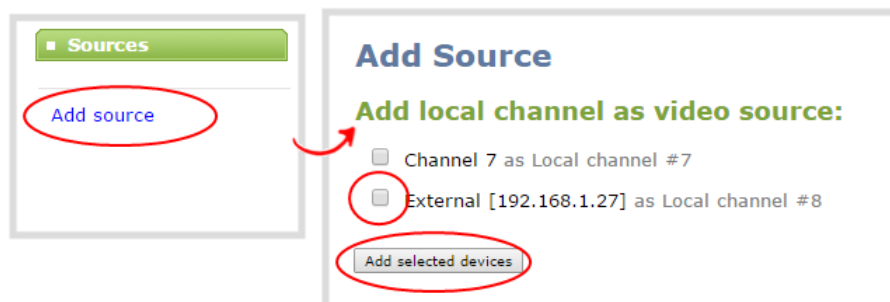 Sources
Add source
Add Source
Add local channel as video source:
Channel 7 as Local channel #7
External [192.168.1.27] as Local channel #8
Add selected devices